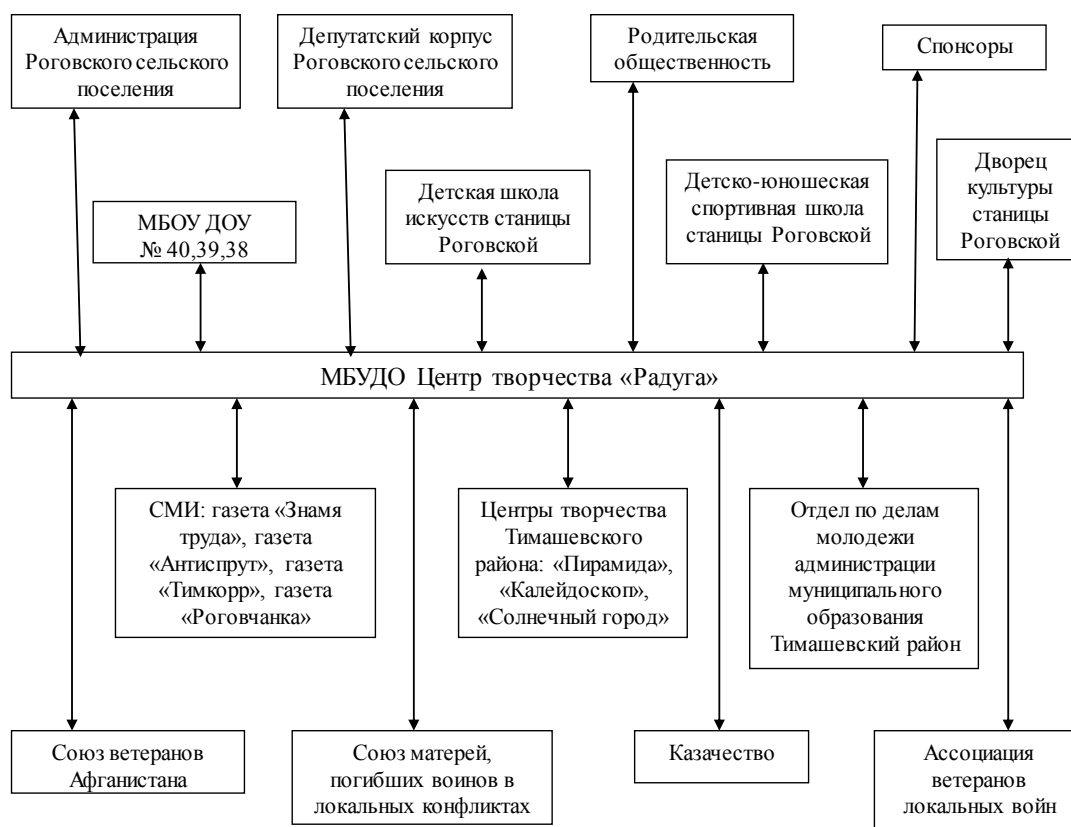 Администрация
Роговского сельского
поселения
Депутатский корпус
Роговского сельского
поселения
Родительская
общественность
Спонсоры
МБОУ ДОУ
№ 40,39,38
Детская школа
искусств станицы
Роговской
Детско-юношеская
спортивная школа
станицы Роговской
Дворец
культуры
станицы
Роговской
МБУДО Центр творчества «Радуга»
СМИ: газета «Знамя
труда», газета
«Антиспрут», газета
«Тимкорр», газета
«Роговчанка»
Центры творчества
Тимашевского
района: «Пирамида»,
«Калейдоскоп»,
«Солнечный город»
Отдел по делам
молодежи
администрации
муниципального
образования
Тимашевский район
Союз ветеранов
Афганистана
Союз матерей,
погибших воинов в
локальных конфликтах
Казачество
Ассоциация
ветеранов
локальных войн